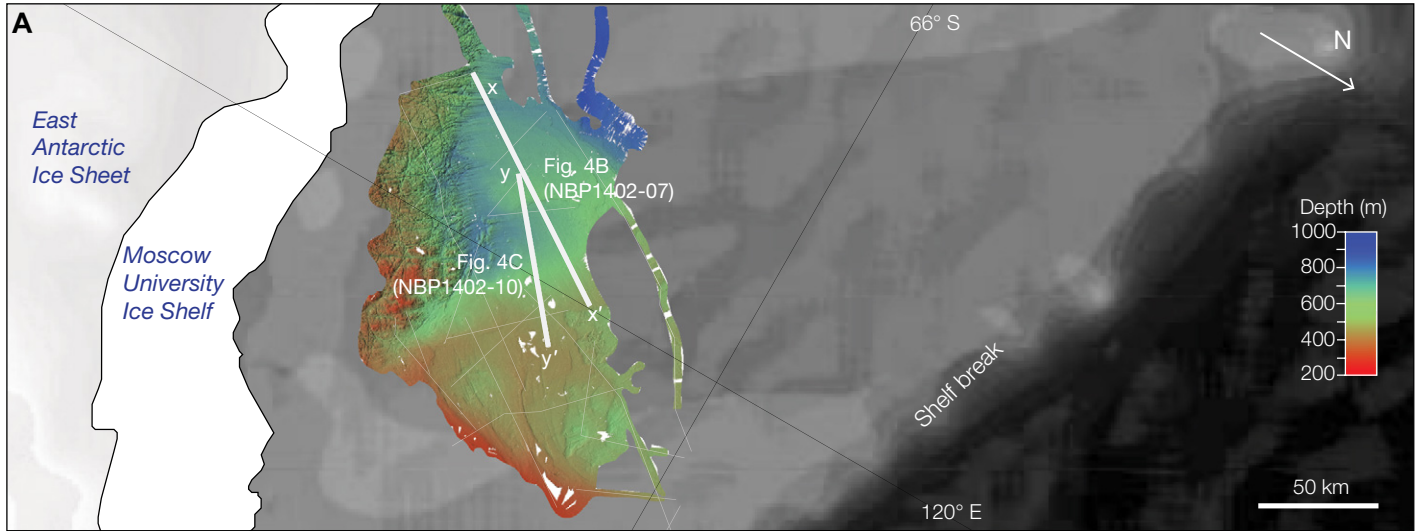 A
66° S
N
East
Antarctic
Ice Sheet
x
y
Fig. 4B
(NBP1402-07)
Depth (m)
1000
800
600
400
200
Moscow
University
Ice Shelf
Fig. 4C
(NBP1402-10)
x'
y'
Shelf break
50 km
120° E